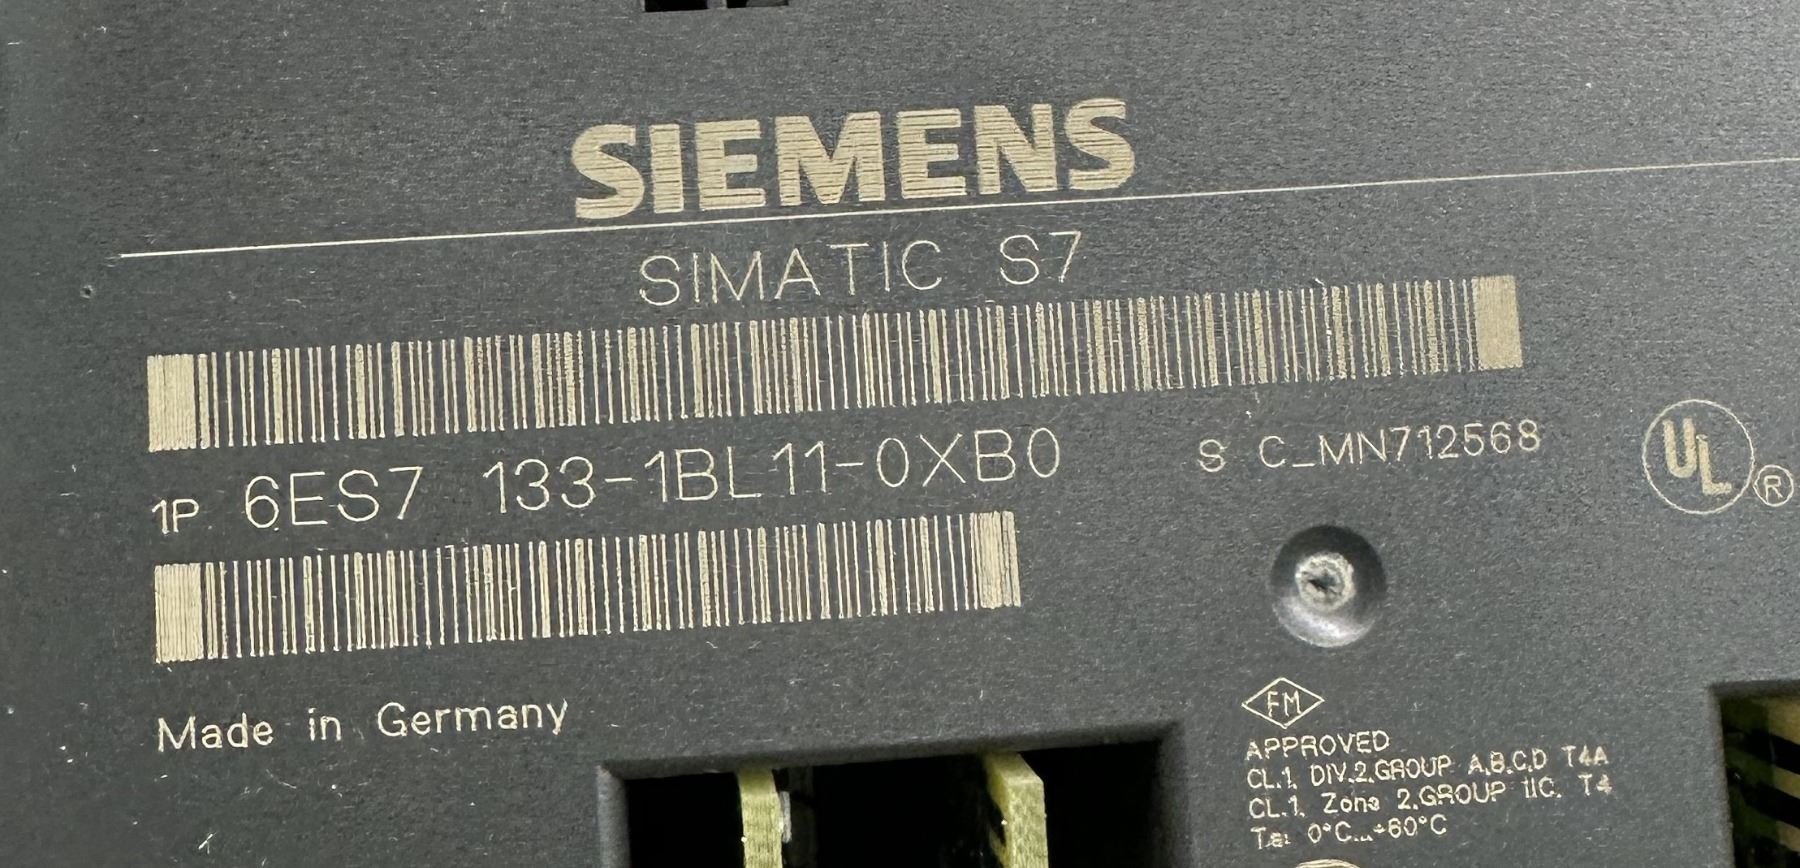 SIEMENS
SIMATIC S7
1P 6ES7 133-1BL11-0XB0
S C_MN712568
UL
R
Made in Germany
FM
APPROVED
CL.1, DIV.2,GROUP A,B,C,D T4A
CL.1, Zone 2,GROUP IIC, T4
Ta: 0°C...+60°C